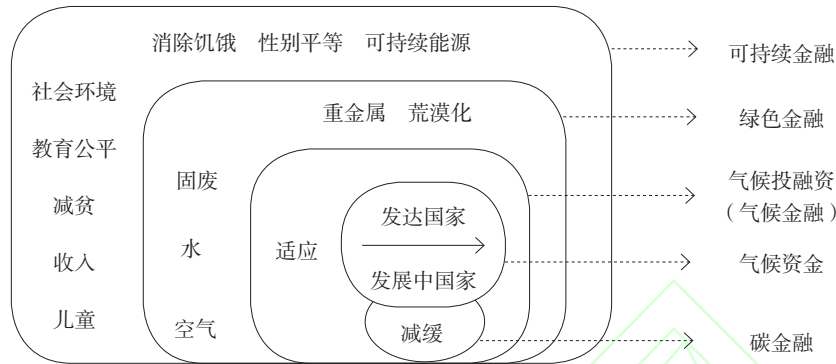 消除饥饿 性别平等 可持续能源
可持续金融
社会环境
重金属 荒漠化
绿色金融
教育公平
固废
气候投融资
（气候金融）
减贫
发达国家
水
适应
收入
发展中国家
气候资金
儿童
空气
减缓
碳金融